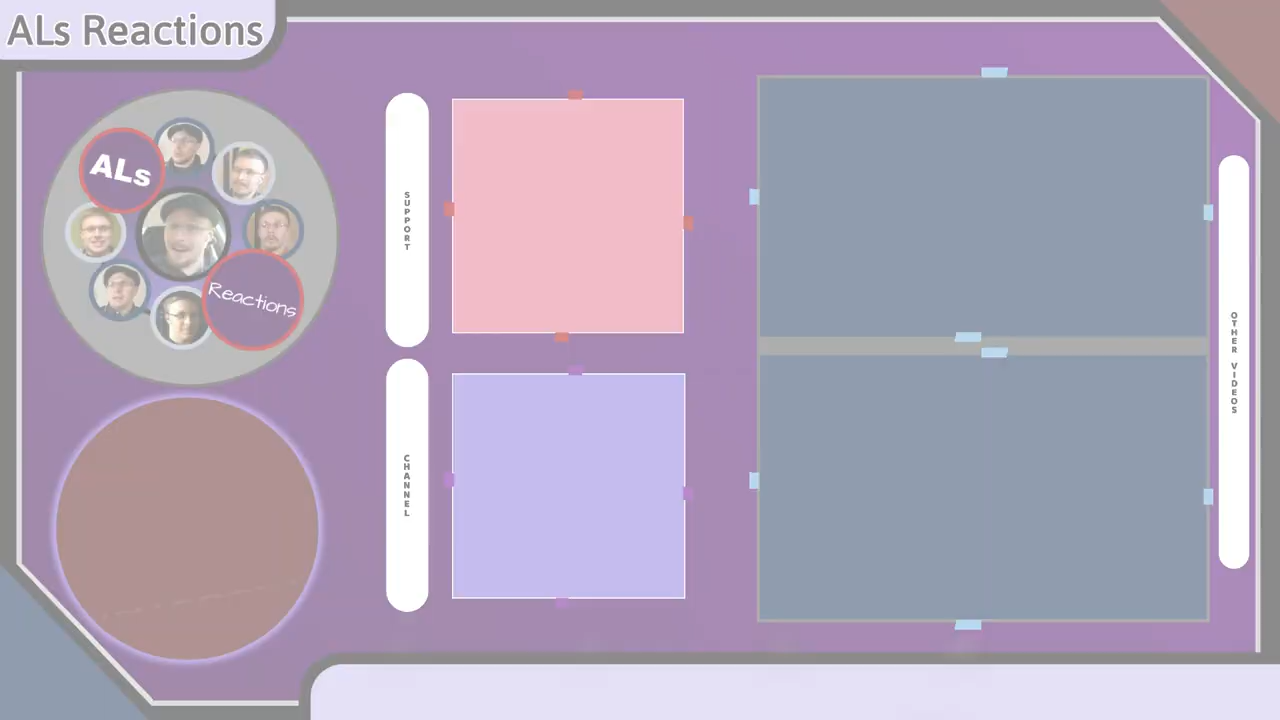 ALs Reactions
ALs
Reactions
SUPPORT
CHANNEL
OTHER VIDEOS